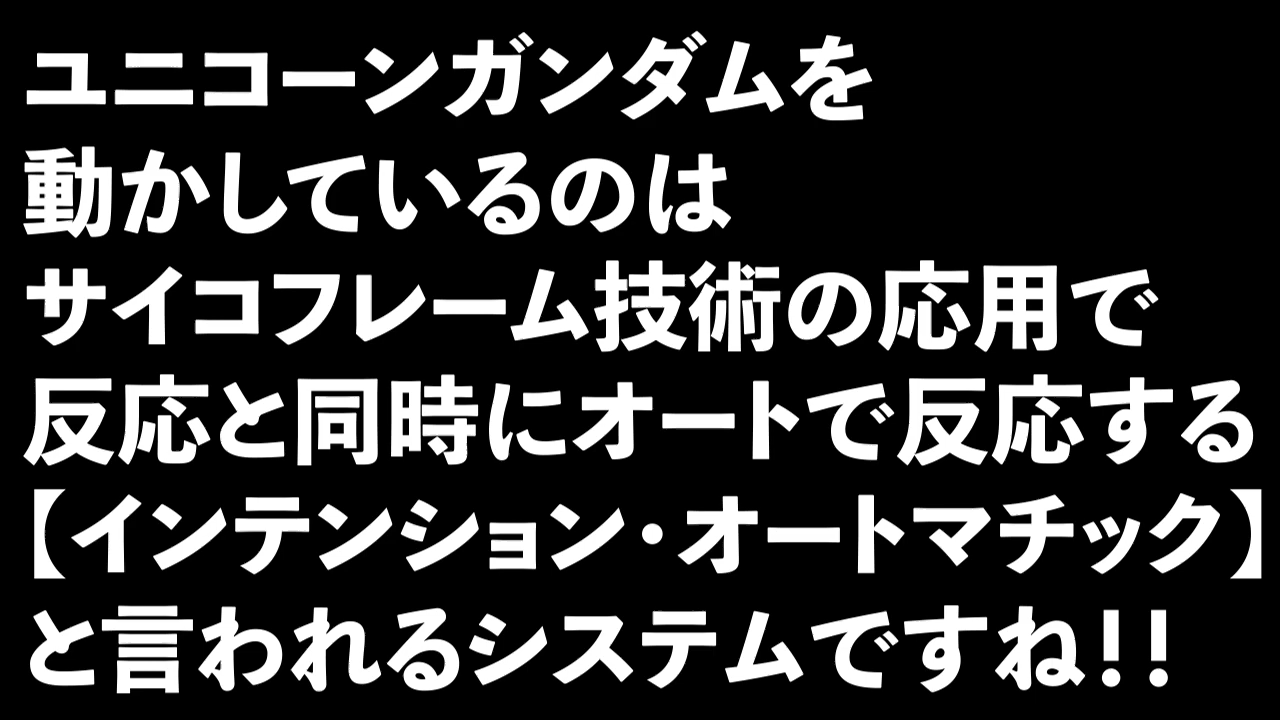 ユニコーンガンダムを
動かしているのは
サイコフレーム技術の応用で
反応と同時にオートで反応する
【インテンション・オートマチック】
と言われるシステムですね!!